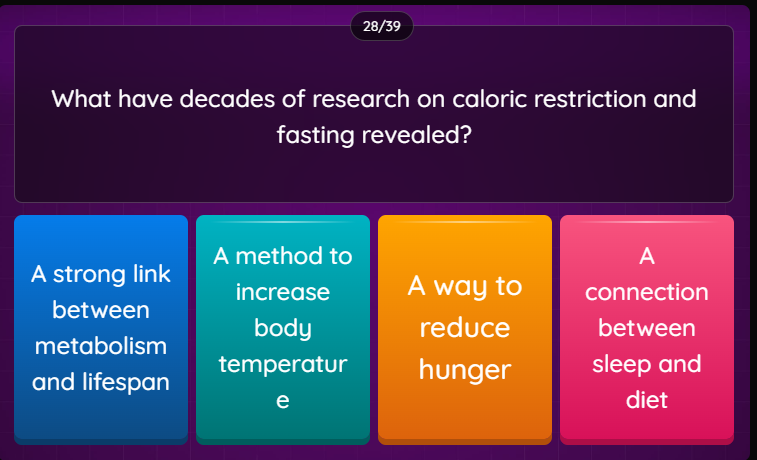 28/39
What have decades of research on caloric restriction and
fasting revealed?
A strong link
between
metabolism
and lifespan
A method to
increase
body
temperatur
e
A way to
reduce
hunger
A
connection
between
sleep and
diet